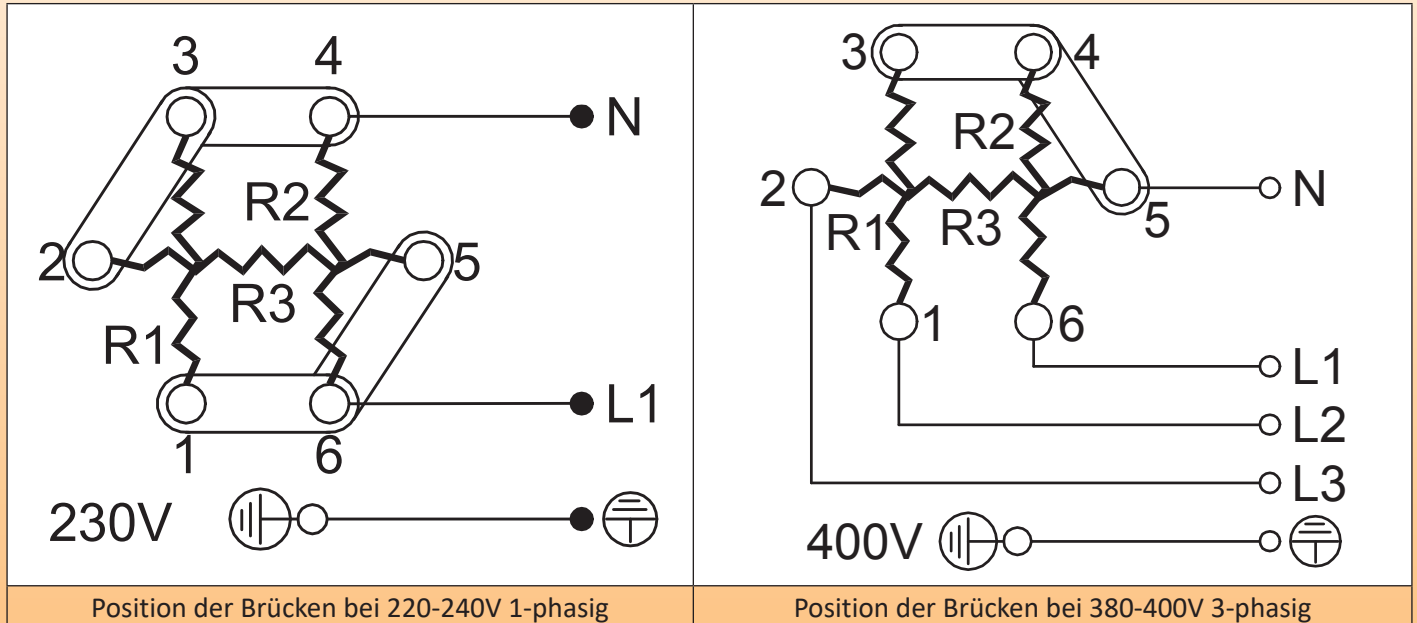 3 4
N
R2
2 5
R3
R1
L1
1 6
230V
Position der Brücken bei 220-240V 1-phasig
3 4
R2
2 N
R1 R3 5
1 6
L1
L2
L3
400V
Position der Brücken bei 380-400V 3-phasig